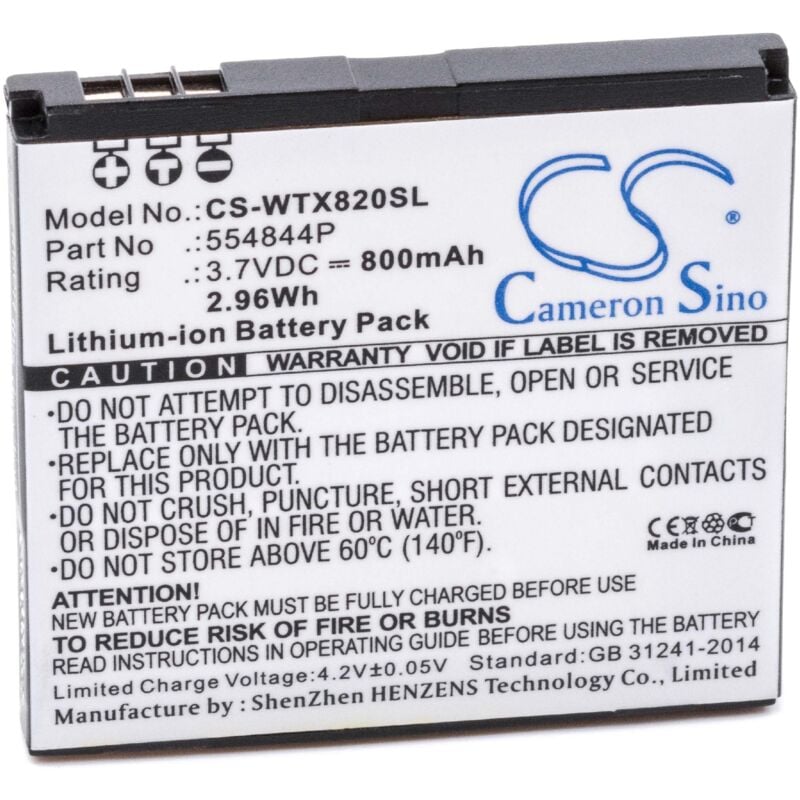 Model No. :CS-WTX820SL
Part No .:554844P
Rating .:3.7VDC ⎓ 800mAh
2.96Wh
Lithium-ion Battery Pack
CS ®
Cameron Sino
CAUTION WARRANTY VOID IF LABEL IS REMOVED
•DO NOT ATTEMPT TO DISASSEMBLE, OPEN OR SERVICE
THE BATTERY PACK.
•REPLACE ONLY WITH THE BATTERY PACK DESIGNATED
FOR THIS PRODUCT.
•DO NOT CRUSH, PUNCTURE, SHORT EXTERNAL CONTACTS
OR DISPOSE OF IN FIRE OR WATER.
•DO NOT STORE ABOVE 60°C (140°F).
CE
Made In China
ATTENTION:
NEW BATTERY PACK MUST BE FULLY CHARGED BEFORE USE
TO REDUCE RISK OF FIRE OR BURNS
READ INSTRUCTIONS IN OPERATING GUIDE BEFORE BATTERY USE
Limited Charge Voltage:4.2V±0.05V Standard:GB 31241-2014
Manufacturer: ShenZhen HENZENS Technology Co., Limited